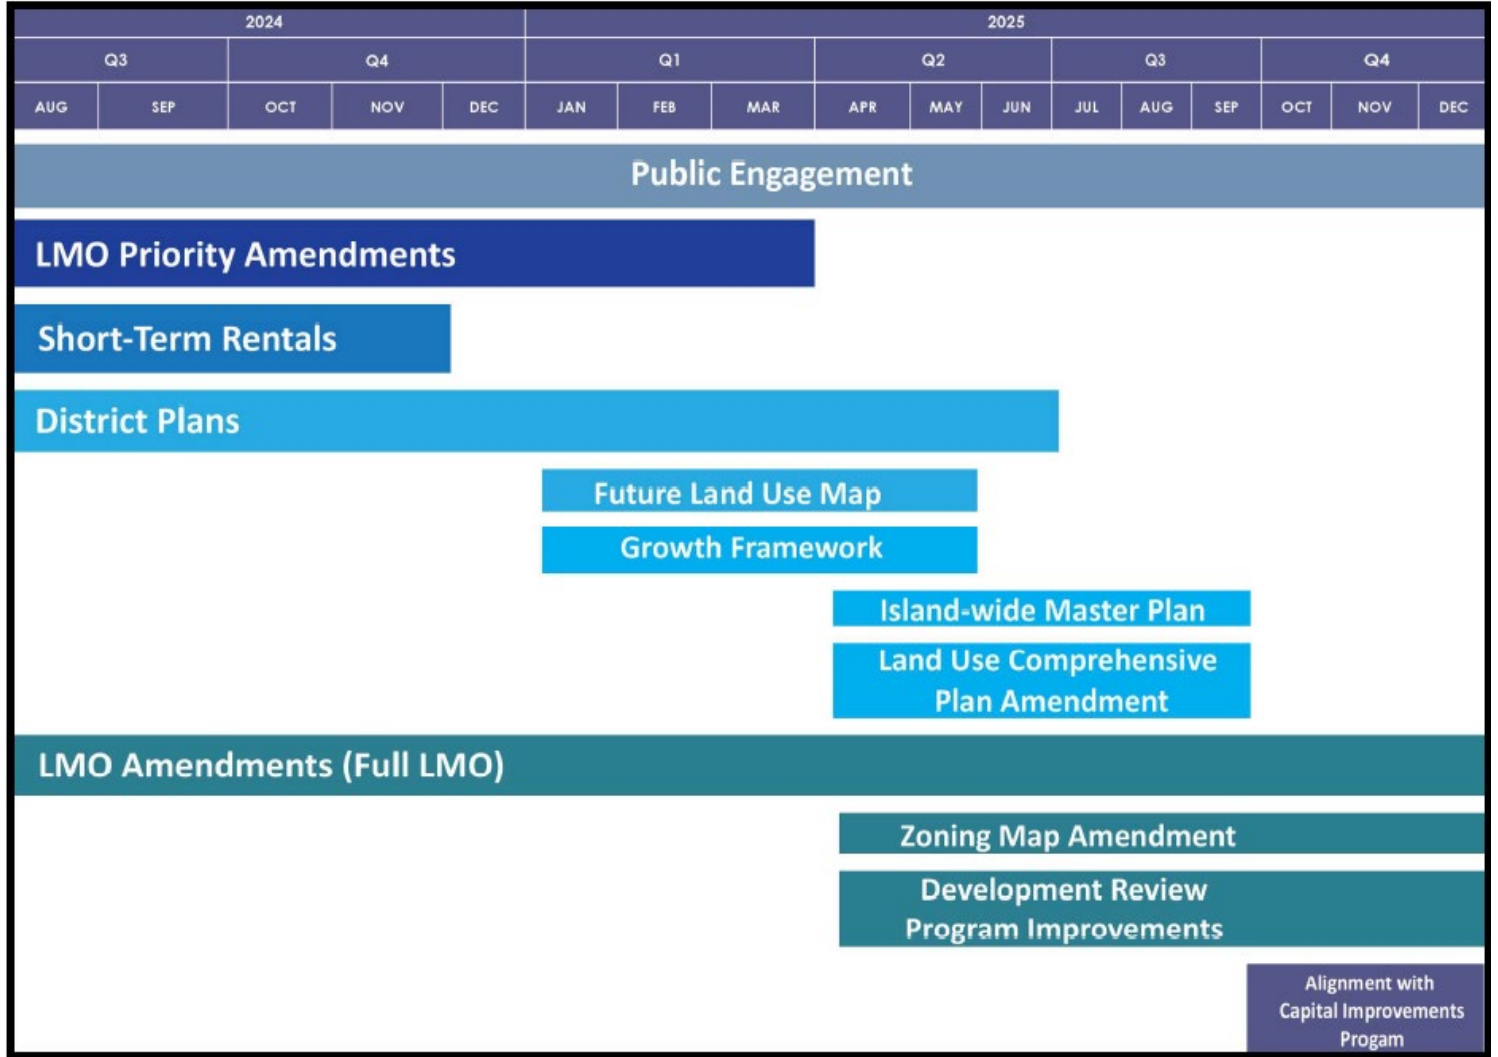 2024 2025
Q3 Q4 Q1 Q2 Q3 Q4
AUG SEP OCT NOV DEC JAN FEB MAR APR MAY JUN JUL AUG SEP OCT NOV DEC
Public Engagement
LMO Priority Amendments
Short-Term Rentals
District Plans
Future Land Use Map
Growth Framework
Island-wide Master Plan
Land Use Comprehensive
Plan Amendment
LMO Amendments (Full LMO)
Zoning Map Amendment
Development Review
Program Improvements
Alignment with
Capital Improvements
Progam